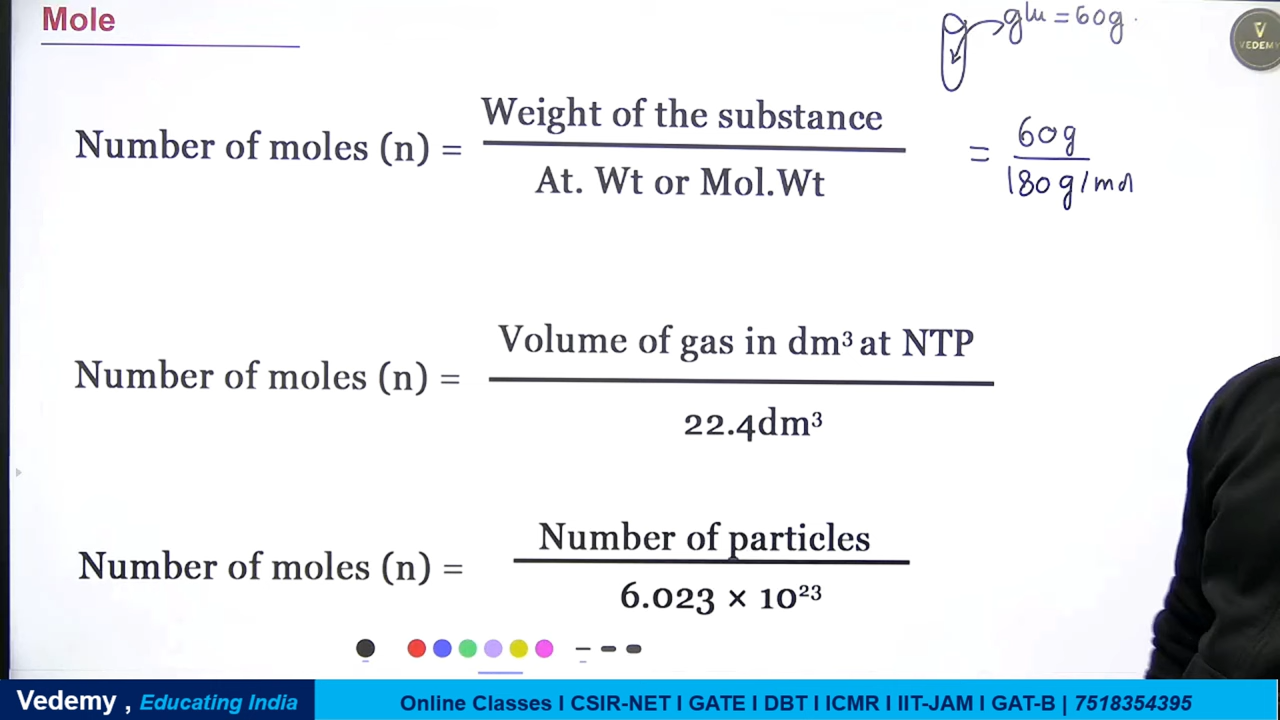 Mole
glu = 60g.
V
VEDEMY
Number of moles (n) = Weight of the substance
At. Wt or Mol.Wt
= 60g
180g/mol
Number of moles (n) = Volume of gas in dm³ at NTP
22.4dm³
Number of moles (n) = Number of particles
6.023 × 10²³
Vedemy , Educating India
Online Classes I CSIR-NET I GATE I DBT I ICMR I IIT-JAM I GAT-B | 7518354395